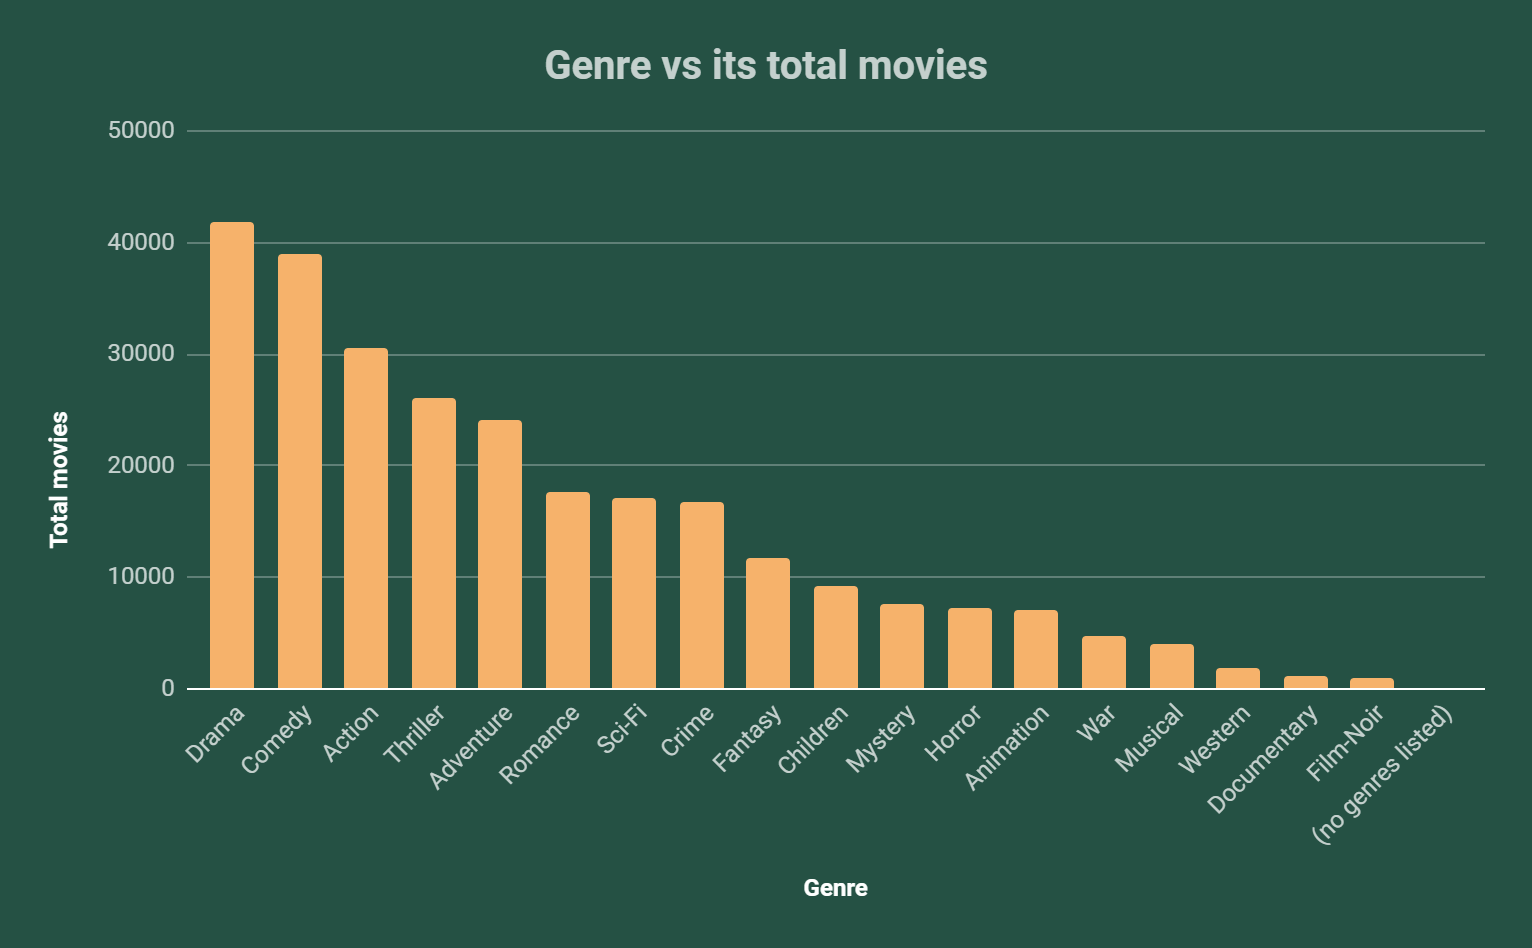 Genre vs its total movies
50000
40000
30000
20000
10000
0
Total movies
Drama
Comedy
Action
Thriller
Adventure
Romance
Sci-Fi
Crime
Fantasy
Children
Mystery
Horror
Animation
War
Musical
Western
Documentary
Film-Noir
(no genres listed)
Genre